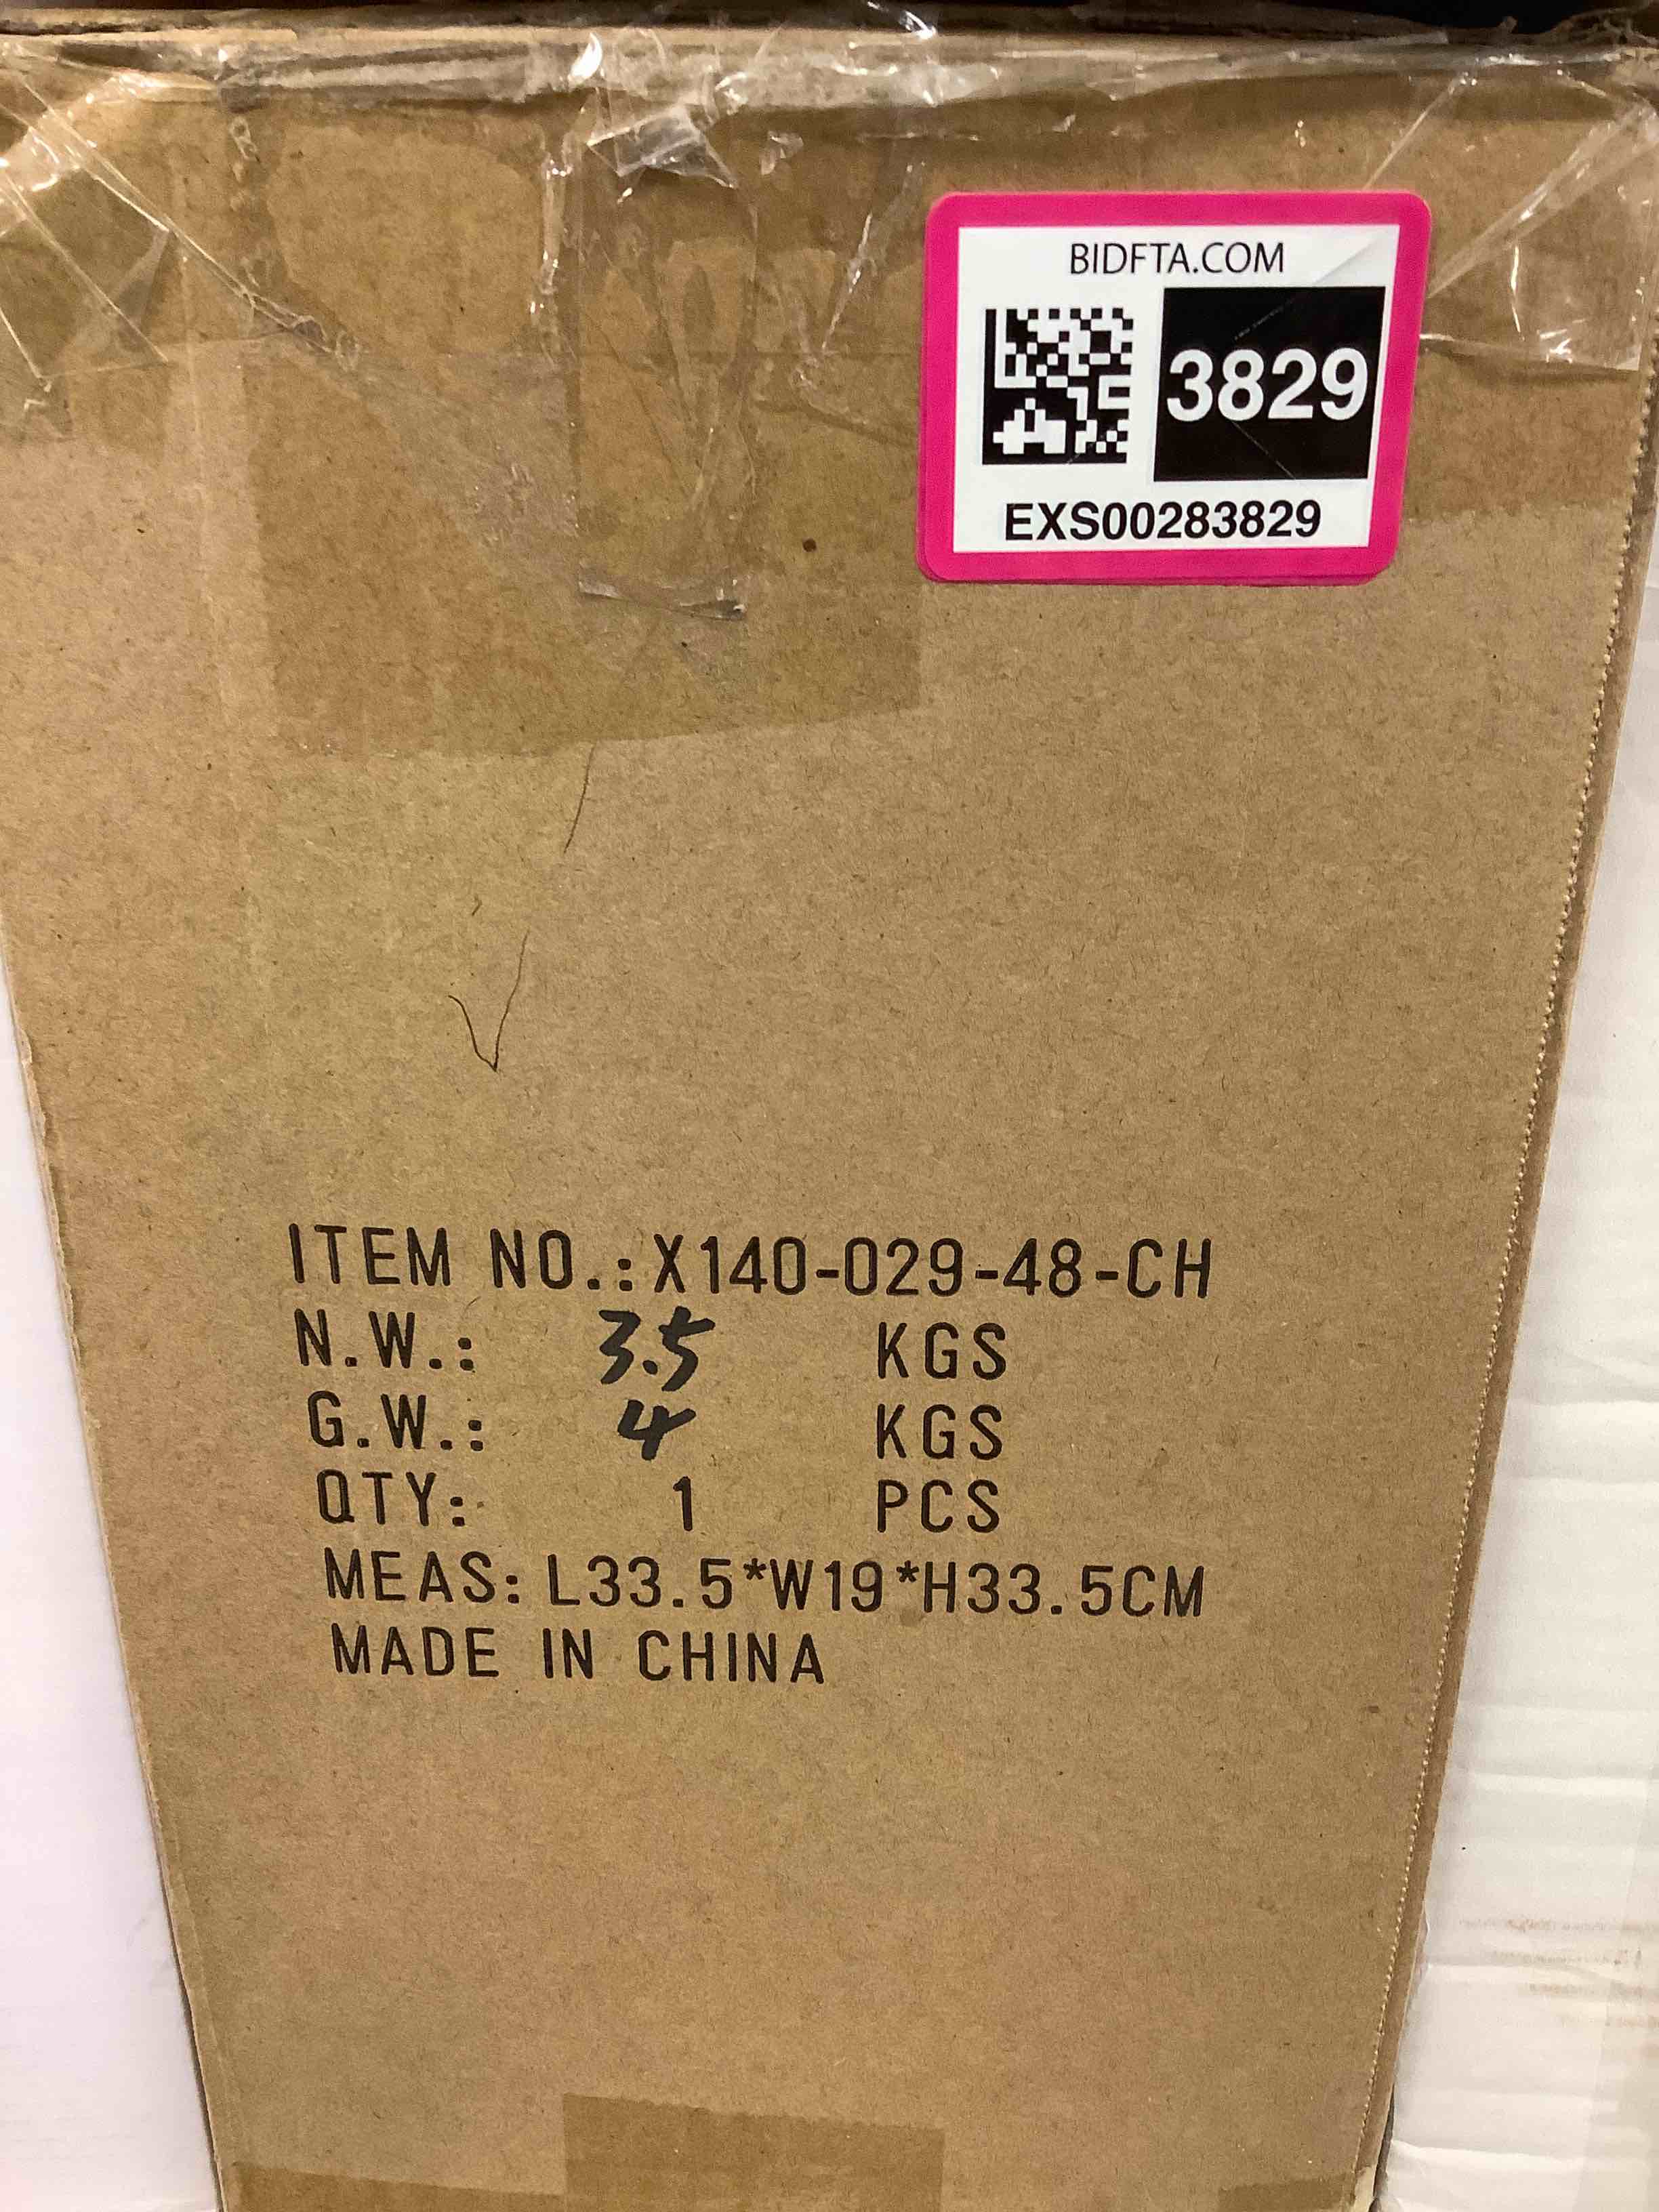 BIDFTA.COM
3829
EXS00283829
ITEM NO.:X140-029-48-CH
N.W.: 3.5 KGS
G.W.: 4 KGS
QTY: 1 PCS
MEAS: L33.5*W19*H33.5CM
MADE IN CHINA